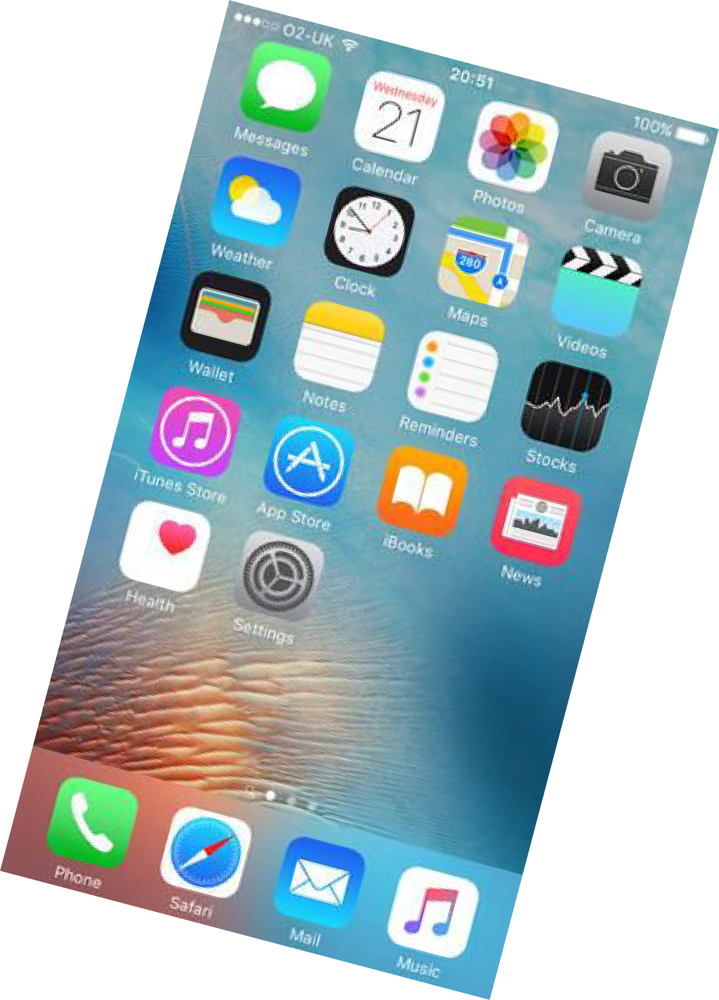 O2-UK 20:51 100%
Wednesday
21
280
Messages Calendar Photos Camera
Weather Clock Maps Videos
Wallet Notes Reminders Stocks
iTunes Store App Store iBooks News
Health Settings
Phone Safari Mail Music